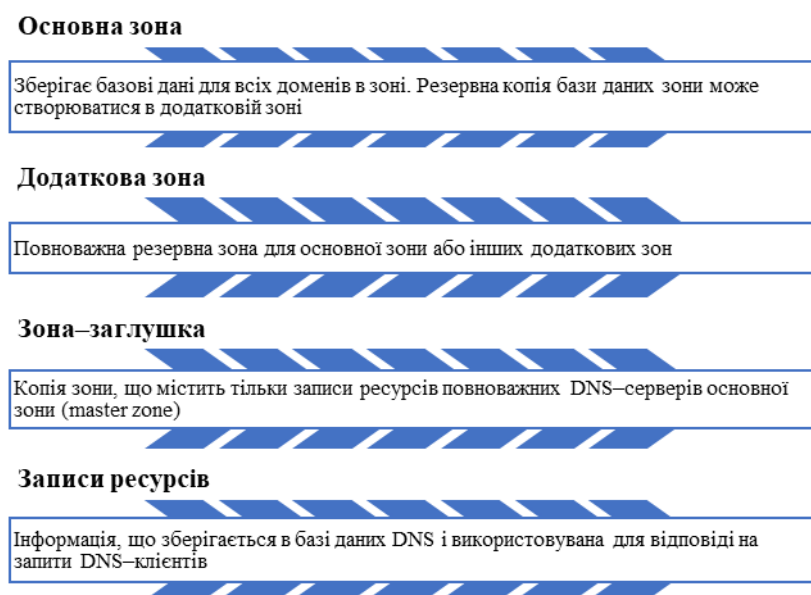 Основна зона
Зберігає базові дані для всіх доменів в зоні. Резервна копія бази даних зони може
створюватися в додатковій зоні
Додаткова зона
Повноважна резервна зона для основної зони або інших додаткових зон
Зона–заглушка
Копія зони, що містить тільки записи ресурсів повноважних DNS–серверів основної
зони (master zone)
Записи ресурсів
Інформація, що зберігається в базі даних DNS і використовувана для відповіді на
запити DNS–клієнтів